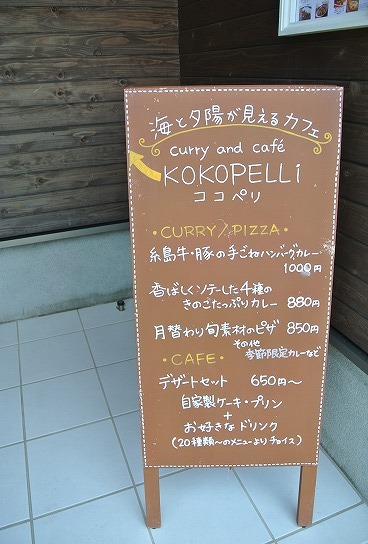 海と夕陽が見えるカフェ
curry and café
KOKOPELLi
ココペリ
・CURRY/PIZZA・
糸島牛・豚の手ごねハンバーグカレー・
1000円
香ばしくソテーした4種の
きのこたっぷりカレー 880円
月替わり旬素材のピザ 850円
その他
季節限定カレーなど
・CAFE・
デザートセット 650円〜
自家製ケーキ・プリン
+
お好きなドリンク
(20種類〜のメニューよりチョイス)